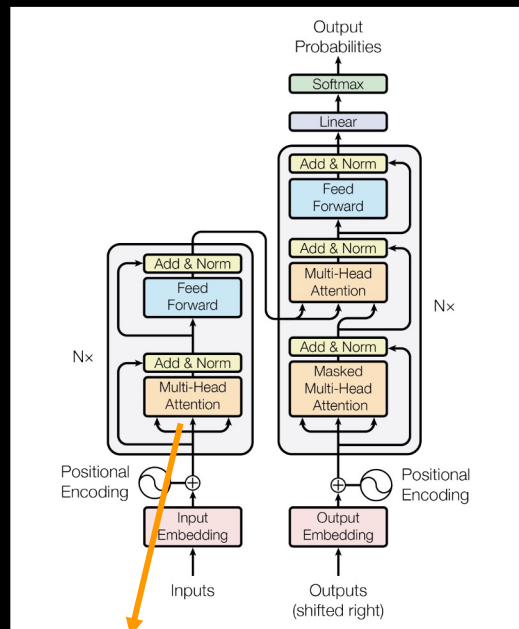 Output
Probabilities
Softmax
Linear
Add & Norm
Feed
Forward
Add & Norm
Multi-Head
Attention
Nx
Add & Norm
Masked
Multi-Head
Attention
Add & Norm
Feed
Forward
Nx
Add & Norm
Multi-Head
Attention
Positional
Encoding
Positional
Encoding
Input
Embedding
Output
Embedding
Inputs
Outputs
(shifted right)